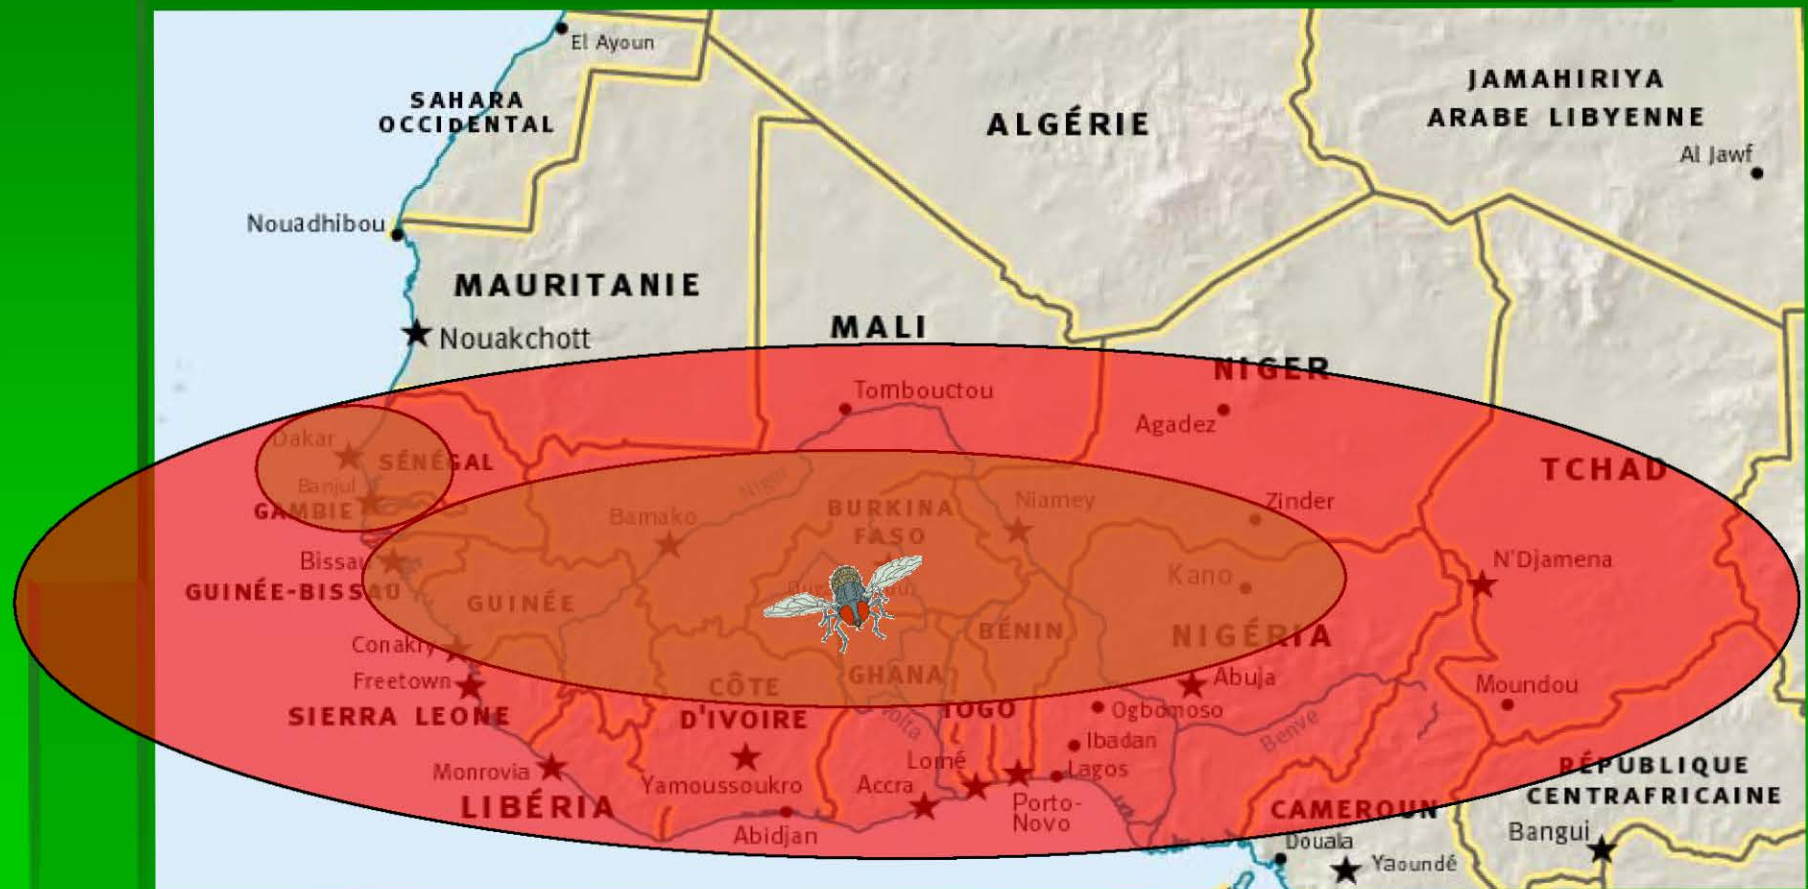 El Ayoun
SAHARA
OCCIDENTAL
ALGÉRIE
JAMAHIRIYA
ARABE LIBYENNE
Al Jawf
Nouadhibou
MAURITANIE
Nouakchott
MALI
NIGER
Tombouctou
Agadez
Dakar
SÉNÉGAL
TCHAD
Banjul
GAMBIE
Niger
Bamako
BURKINA
FASO
Niamey
Zinder
Bissau
GUINÉE-BISSAU
N'Djamena
Kano
GUINÉE
BÉNIN
NIGÉRIA
Conakry
Freetown
SIERRA LEONE
CÔTE
D'IVOIRE
GHANA
Volta
TOGO
Abuja
Ogbomoso
Moundou
Ibadan
Benve
Monrovia
LIBÉRIA
Yamoussoukro
Accra
Lomé
Lagos
Porto-
Novo
Abidjan
RÉPUBLIQUE
CENTRAFRICAINE
CAMEROUN
Bangui
Douala
Yaoundé